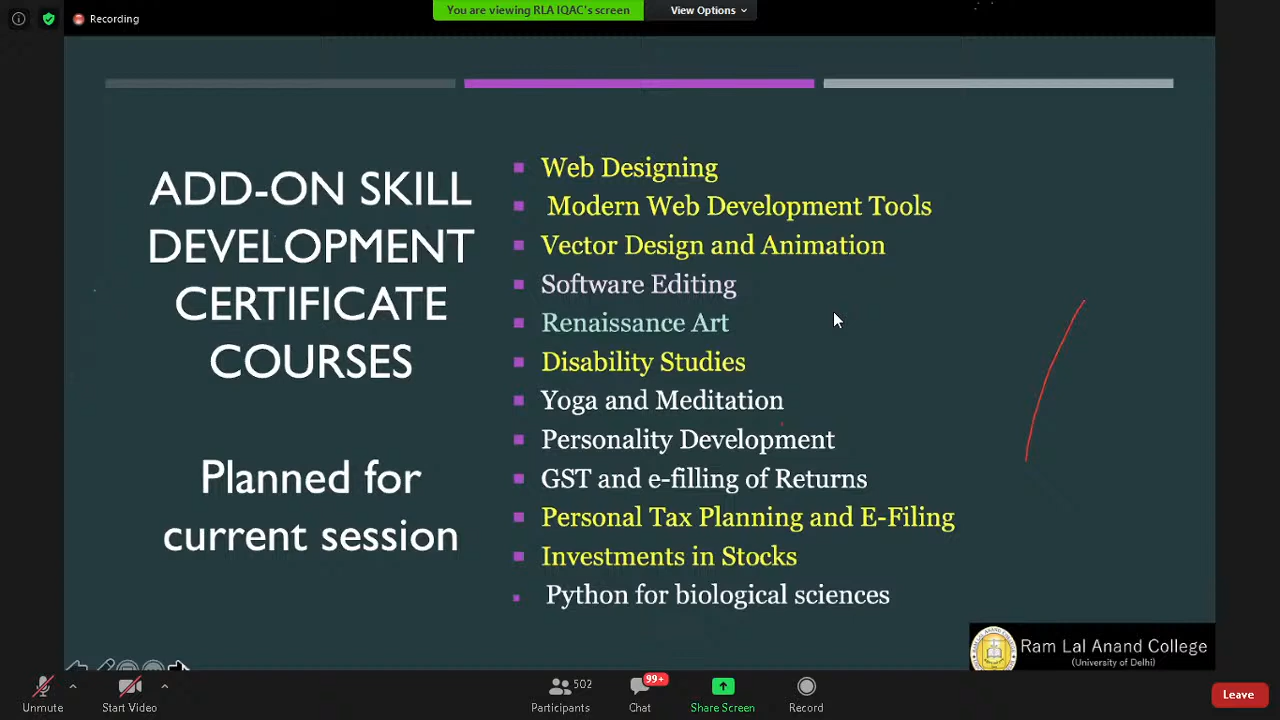 Recording
You are viewing RLA IQAC's screen
View Options
ADD-ON SKILL
DEVELOPMENT
CERTIFICATE
COURSES
Planned for
current session
Web Designing
Modern Web Development Tools
Vector Design and Animation
Software Editing
Renaissance Art
Disability Studies
Yoga and Meditation
Personality Development
GST and e-filling of Returns
Personal Tax Planning and E-Filing
Investments in Stocks
Python for biological sciences
Ram Lal Anand College
(University of Delhi)
Unmute
Start Video
502
Participants
99+
Chat
Share Screen
Record
Leave